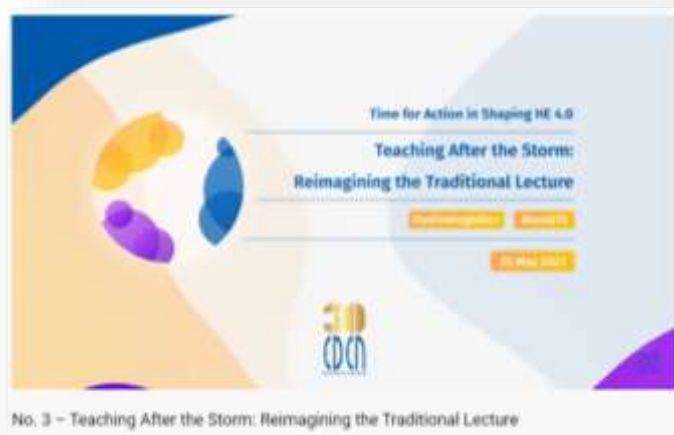 Time for Action in Shaping HE 4.0
Teaching After the Storm:
Reimagining the Traditional Lecture
2021
30
No. 3 – Teaching After the Storm: Reimagining the Traditional Lecture